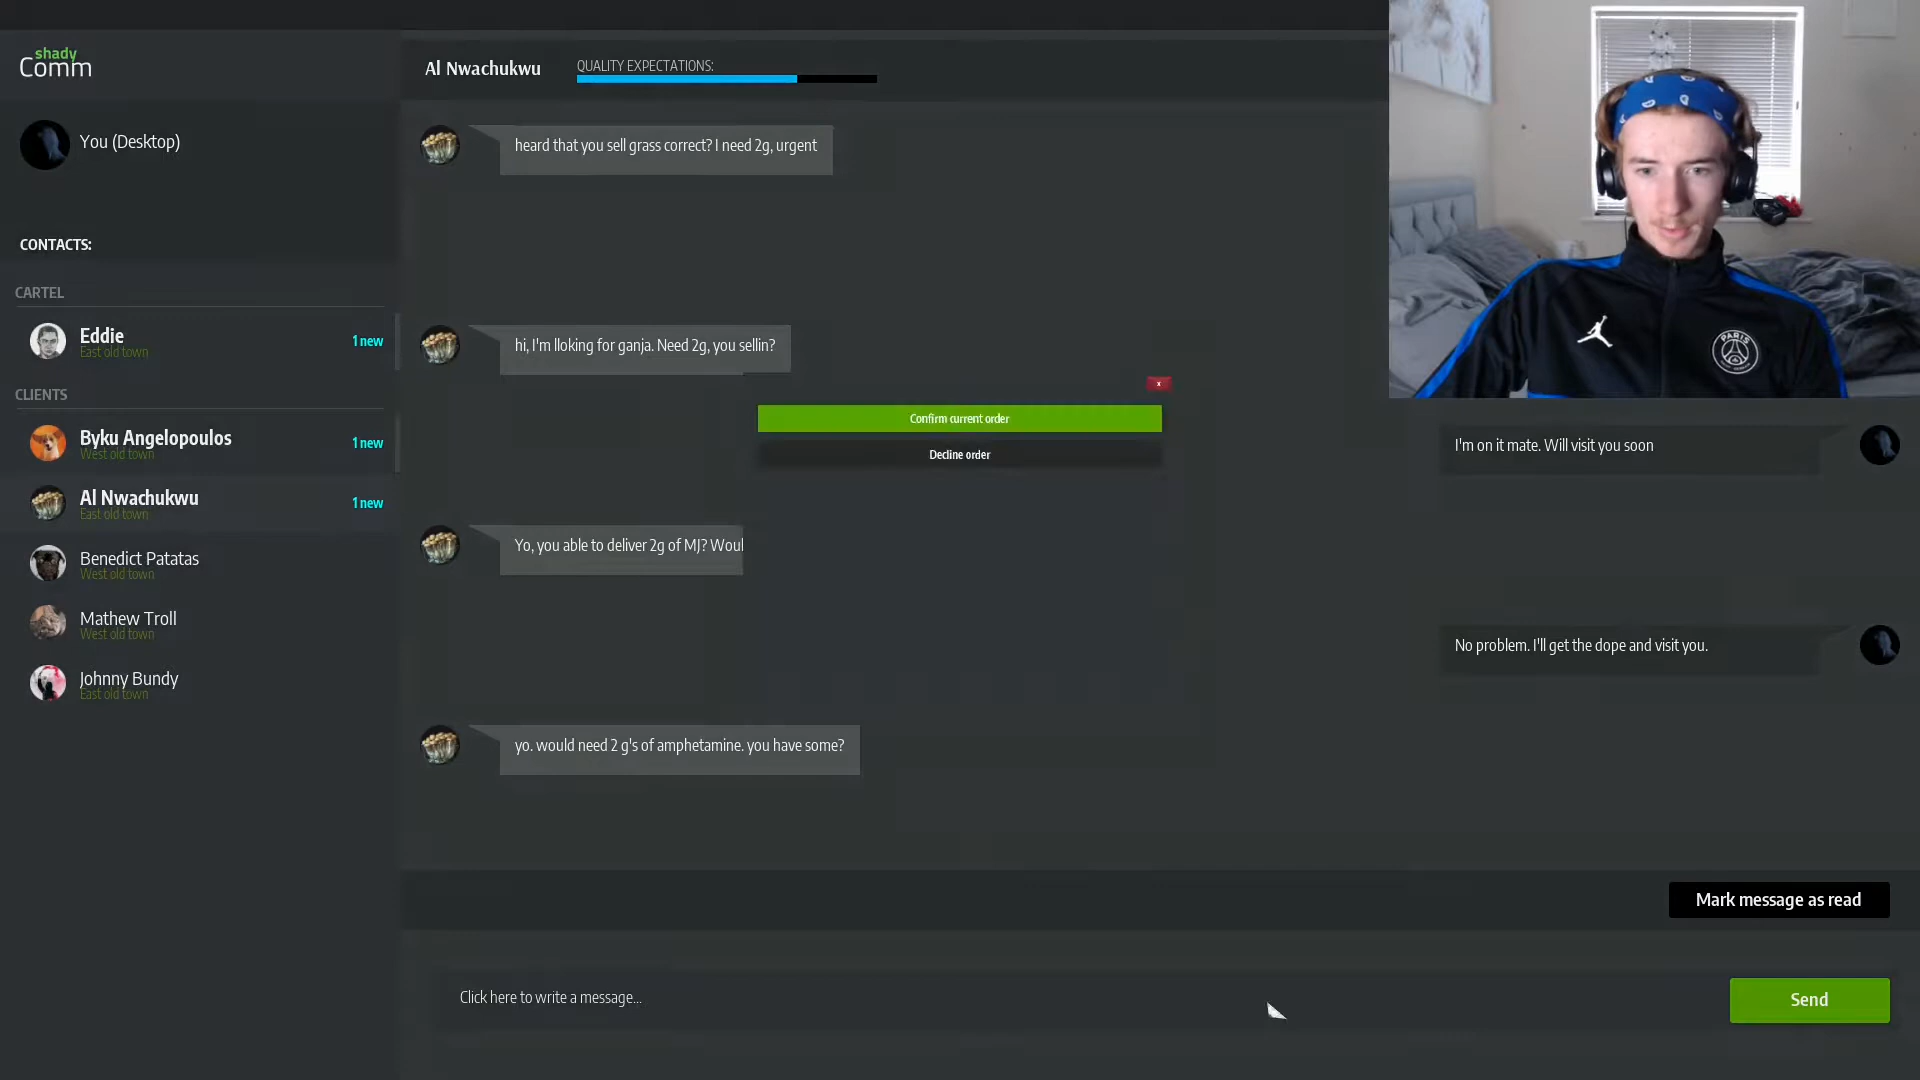 shady
Comm
You (Desktop)
CONTACTS:
CARTEL
Eddie
East old town
1 new
CLIENTS
Byku Angelopoulos
West old town
1 new
Al Nwachukwu
East old town
1 new
Benedict Patatas
West old town
Mathew Troll
West old town
Johnny Bundy
East old town
Al Nwachukwu
QUALITY EXPECTATIONS:
heard that you sell grass correct? I need 2g, urgent
hi, I'm lloking for ganja. Need 2g, you sellin?
x
Confirm current order
Decline order
I'm on it mate. Will visit you soon
Yo, you able to deliver 2g of MJ? Woul
No problem. I'll get the dope and visit you.
yo. would need 2 g's of amphetamine. you have some?
Mark message as read
Click here to write a message...
Send
PARIS